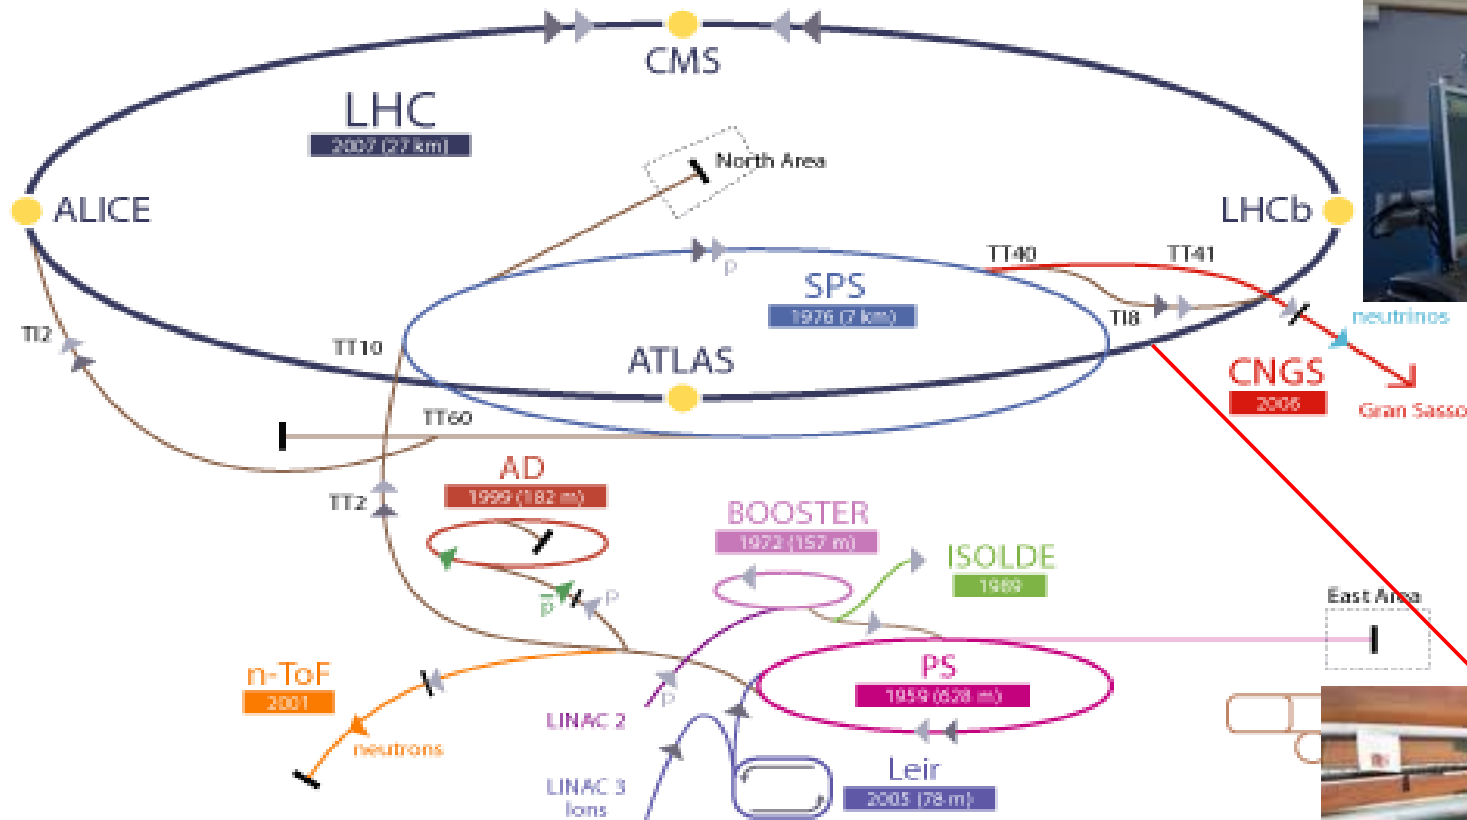 CMS
LHC
2007 (27 km)
North Area
ALICE
LHCb
TT40
TT41
p
SPS
1976 (7 km)
TI8
neutrinos
TI2
TT10
ATLAS
CNGS
2006
Gran Sasso
TT60
AD
1999 (182 m)
TT2
BOOSTER
1972 (157 m)
ISOLDE
1989
p̅
p
East Area
n-ToF
2001
PS
1959 (628 m)
p
LINAC 2
neutrons
Leir
2005 (78 m)
LINAC 3
Ions